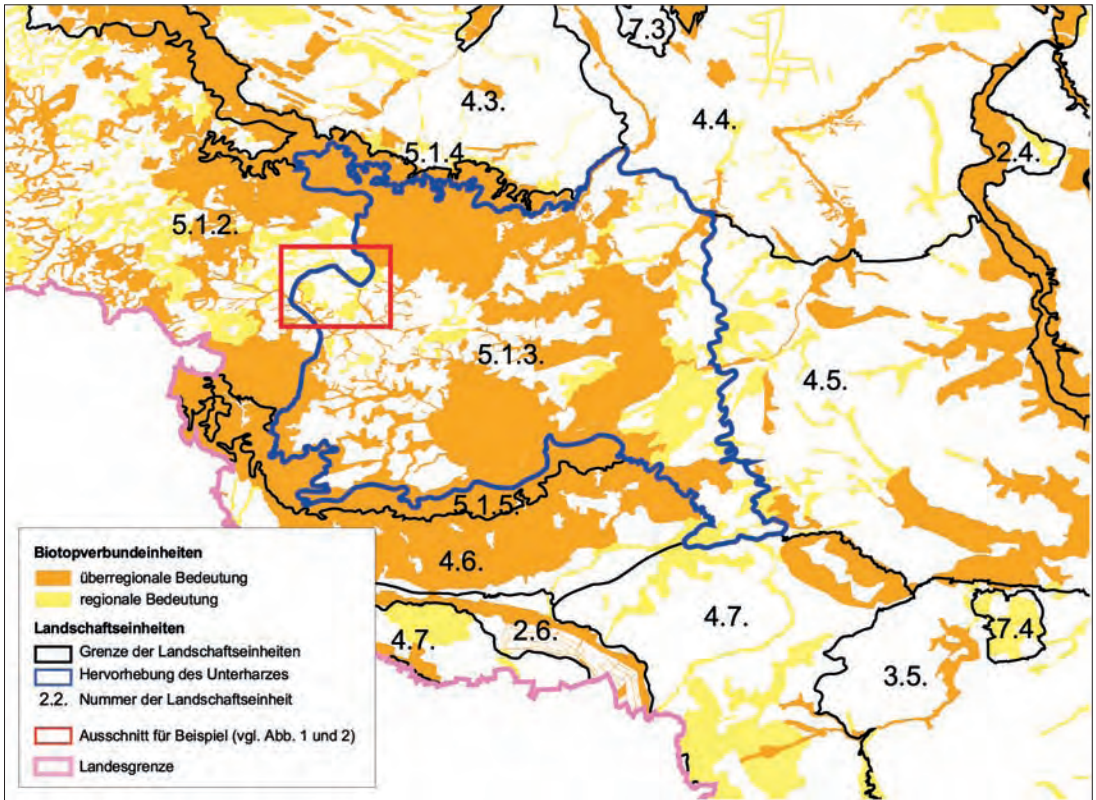 7.3
4.3.
4.4.
5.1.4
2.4.
5.1.2.
5.1.3.
4.5.
5.1.5.
4.6.
4.7.
2.6.
4.7.
7.4.
3.5.
Biotopverbundeinheiten
überregionale Bedeutung
regionale Bedeutung
Landschaftseinheiten
Grenze der Landschaftseinheiten
Hervorhebung des Unterharzes
2.2. Nummer der Landschaftseinheit
Ausschnitt für Beispiel (vgl. Abb. 1 und 2)
Landesgrenze